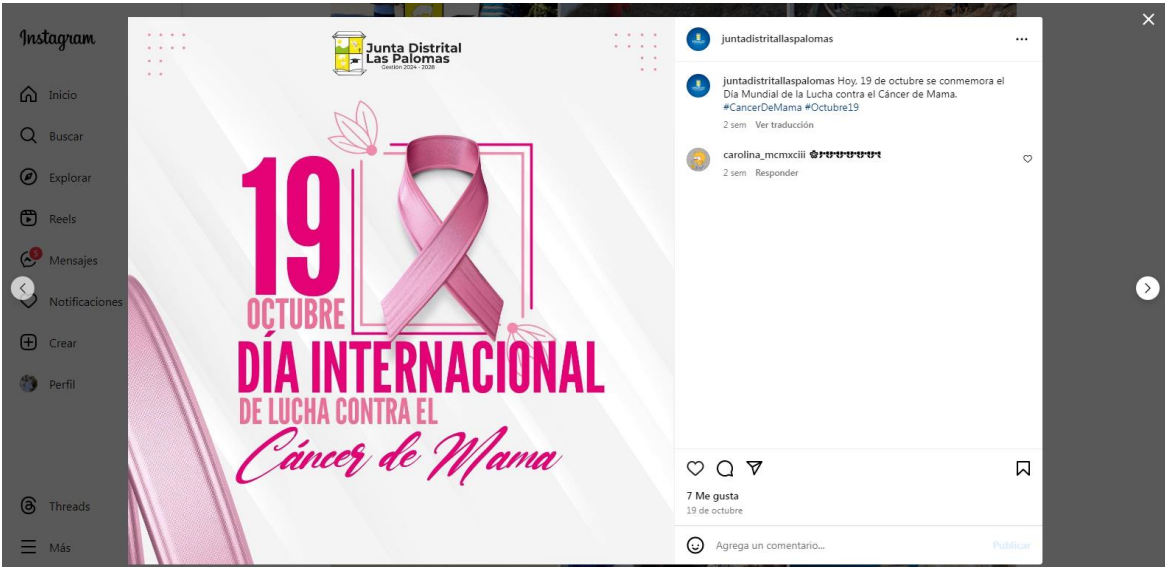 Instagram
Inicio
Buscar
Explorar
Reels
5
Mensajes
Notificaciones
Crear
Perfil
Threads
Más
Junta Distrital
Las Palomas
Gestión 2024 - 2028
19
OCTUBRE
DÍA INTERNACIONAL
DE LUCHA CONTRA EL
Cáncer de Mama
juntadistritallaspalomas
juntadistritallaspalomas Hoy, 19 de octubre se conmemora el
Día Mundial de la Lucha contra el Cáncer de Mama.
#CancerDeMama #Octubre19
2 sem Ver traducción
carolina_mcmxciii
2 sem Responder
7 Me gusta
19 de octubre
Agrega un comentario...
Publicar